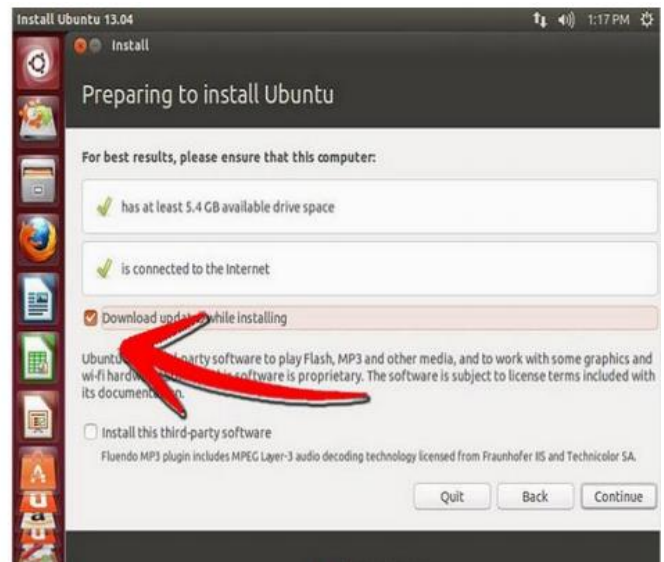 Install Ubuntu 13.04 1:17 PM
Install
Preparing to install Ubuntu
For best results, please ensure that this computer:
has at least 5.4 GB available drive space
is connected to the Internet
Download while installing
party software to play Flash, MP3 and other media, and to work with some graphics and
wi-fi software is proprietary. The software is subject to license terms included with
its
Install this third-party software
Fluendo MP3 plugin includes MPEG Layer-3 audio decoding technology licensed from Fraunhofer IIS and Technicolor SA.
Quit Back Continue